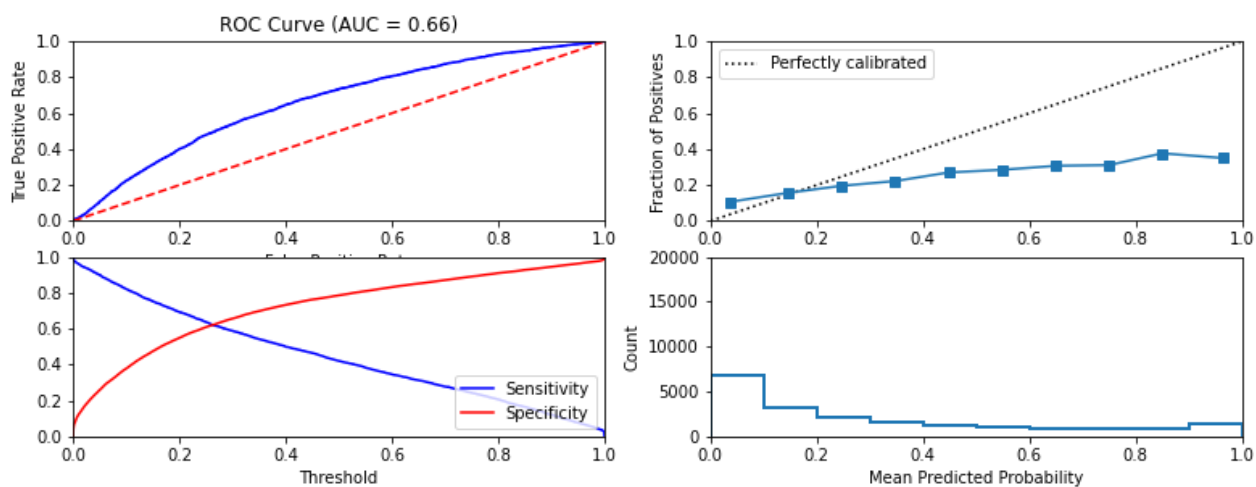 ROC Curve (AUC = 0.66)
True Positive Rate
1.0
0.8
0.6
0.4
0.2
0.0
0.0 0.2 0.4 0.6 0.8 1.0
Perfectly calibrated
Fraction of Positives
1.0
0.8
0.6
0.4
0.2
0.0
0.0 0.2 0.4 0.6 0.8 1.0
1.0
0.8
0.6
0.4
0.2
0.0
Sensitivity
Specificity
0.0 0.2 0.4 0.6 0.8 1.0
Threshold
Count
20000
15000
10000
5000
0
0.0 0.2 0.4 0.6 0.8 1.0
Mean Predicted Probability